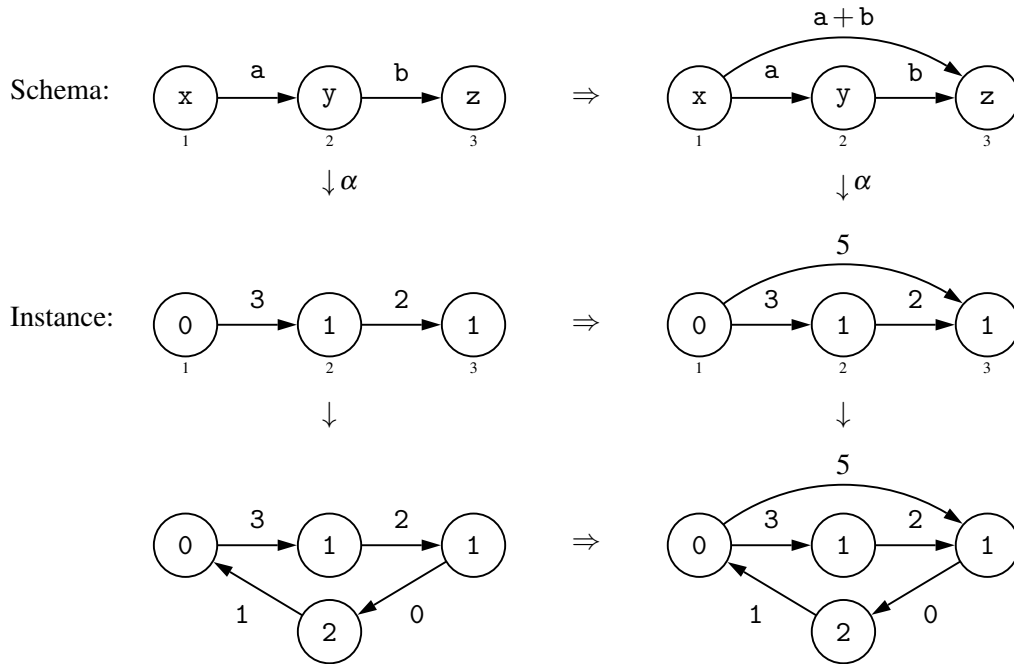 a + b
a b a b
Schema: x y z ⇒ x y z
1 2 3 1 2 3
↓α ↓α
5
3 2 3 2
Instance: 0 1 1 ⇒ 0 1 1
1 2 3 1 2 3
↓ ↓
5
3 2 3 2
0 1 1 ⇒ 0 1 1
1 0 1 0
2 2